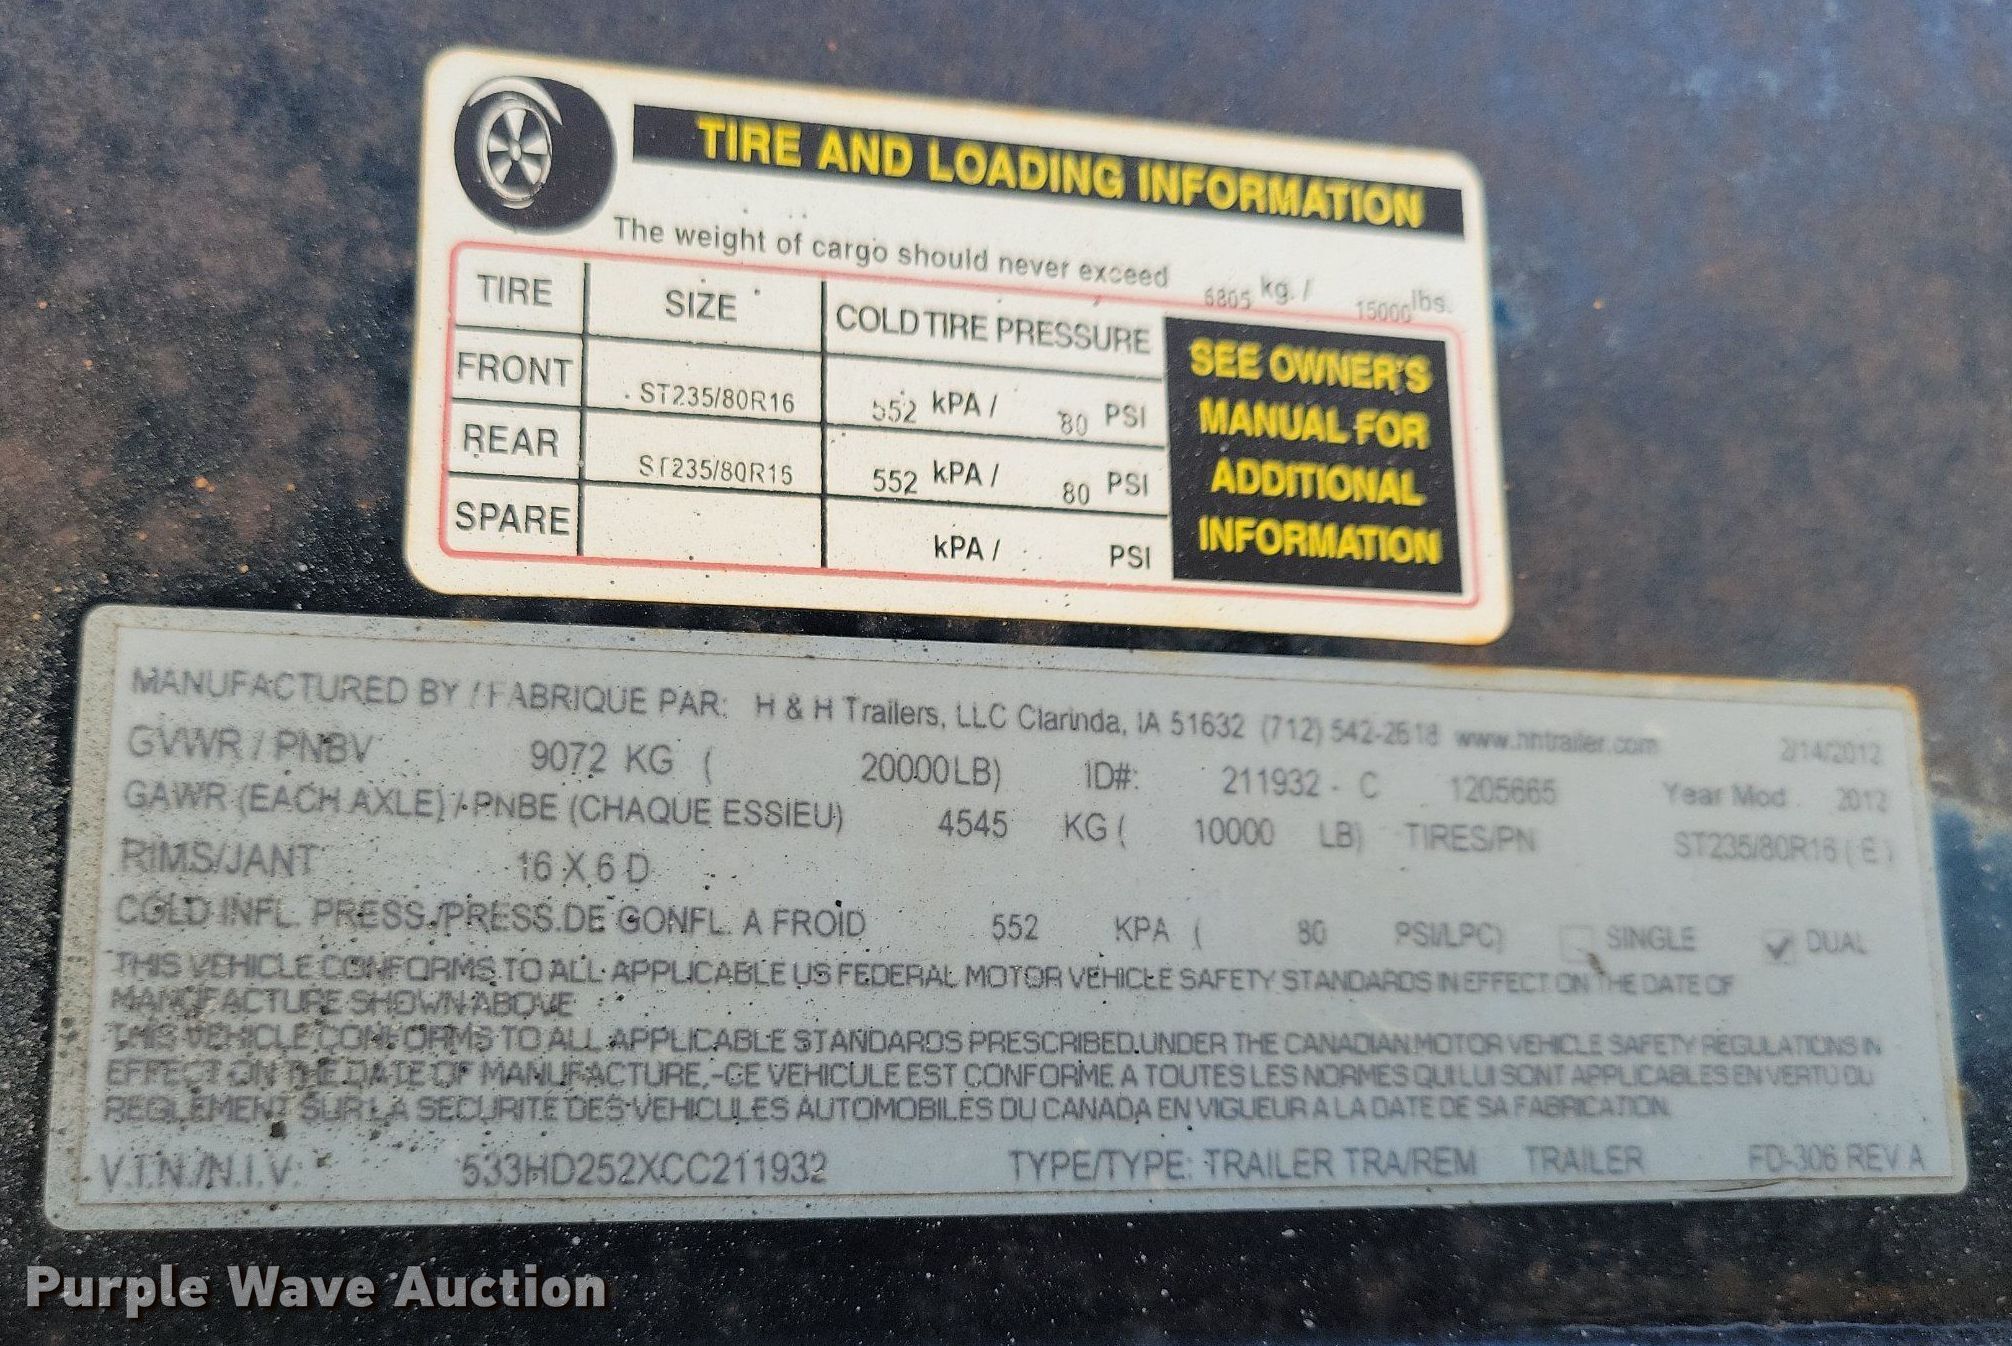 TIRE AND LOADING INFORMATION
The weight of cargo should never exceed 6805 kg. / 15000 lbs.
TIRE SIZE COLD TIRE PRESSURE
FRONT ST235/80R16 552 kPA / 80 PSI
REAR ST235/80R16 552 kPA / 80 PSI
SPARE kPA / PSI
SEE OWNER'S
MANUAL FOR
ADDITIONAL
INFORMATION
MANUFACTURED BY / FABRIQUE PAR: H & H Trailers, LLC Clarinda, IA 51632 (712) 542-2618 www.hhtrailer.com 2/14/2012
GVWR / PNBV 9072 KG ( 20000 LB) ID#: 211932 - C 1205665 Year Mod 2012
GAWR (EACH AXLE) / PNBE (CHAQUE ESSIEU) 4545 KG ( 10000 LB) TIRES/PN ST235/80R16 ( E )
RIMS/JANT 16 X 6 D
COLD INFL. PRESS./PRESS.DE GONFL. A FROID 552 KPA ( 80 PSI/LPC) SINGLE DUAL
THIS VEHICLE CONFORMS TO ALL APPLICABLE US FEDERAL MOTOR VEHICLE SAFETY STANDARDS IN EFFECT ON THE DATE OF
MANUFACTURE SHOWN ABOVE
THIS VEHICLE CONFORMS TO ALL APPLICABLE STANDARDS PRESCRIBED.UNDER THE CANADIAN MOTOR VEHICLE SAFETY REGULATIONS IN
EFFECT ON THE DATE OF MANUFACTURE,-CE VEHICULE EST CONFORME A TOUTES LES NORMES QUI LUI SONT APPLICABLES EN VERTU DU
REGLEMENT SUR LA SECURITE DES VEHICULES AUTOMOBILES DU CANADA EN VIGUEUR A LA DATE DE SA FABRICATION.
V.I.N./N.I.V: 533HD252XCC211932 TYPE/TYPE: TRAILER TRA/REM TRAILER FD-306 REV A
Purple Wave Auction